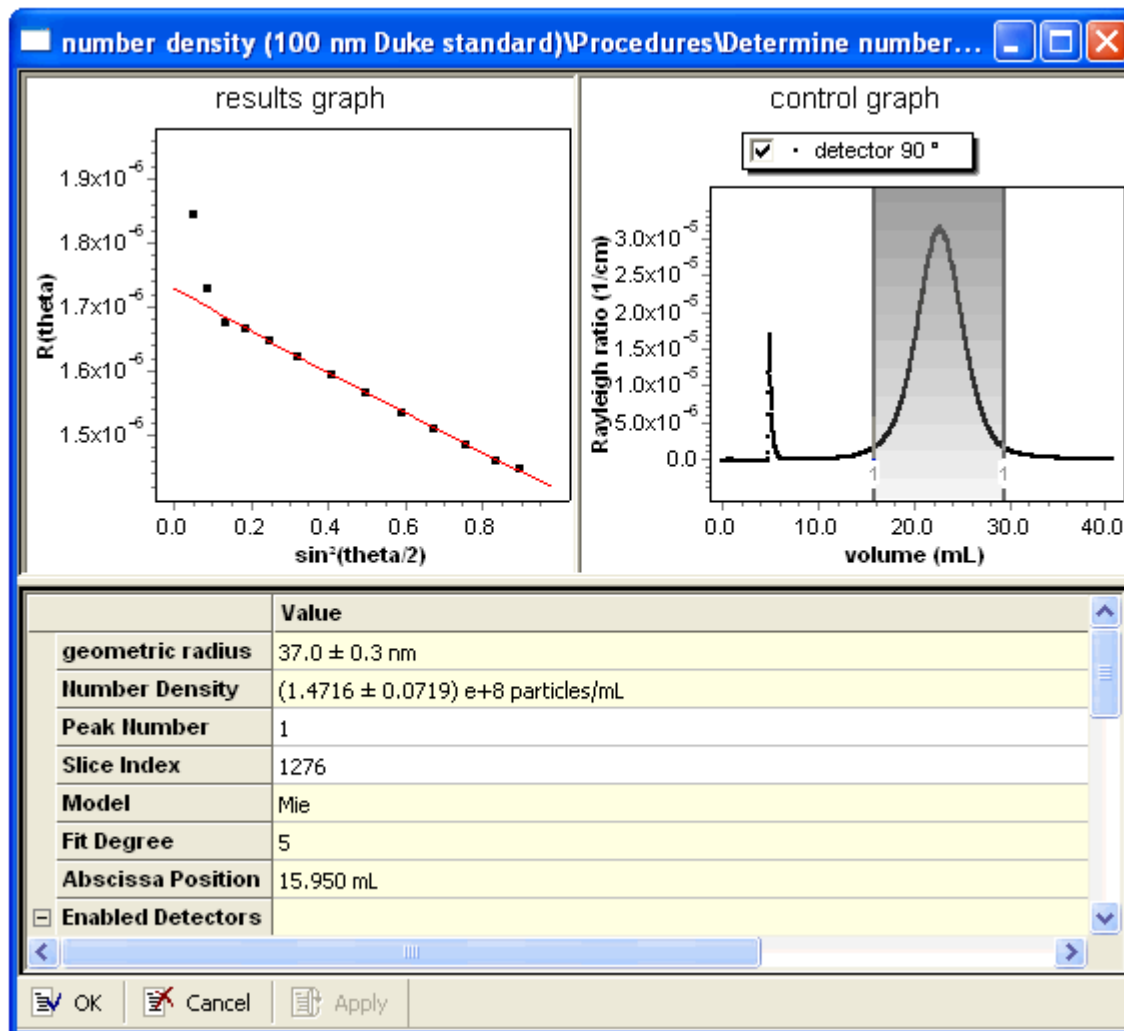 number density (100 nm Duke standard)\Procedures\Determine number...
results graph
1.9x10⁻⁶
1.8x10⁻⁶
1.7x10⁻⁶
1.6x10⁻⁶
1.5x10⁻⁶
R(theta)
0.0 0.2 0.4 0.6 0.8
sin²(theta/2)
control graph
detector 90 °
3.0x10⁻⁵
2.5x10⁻⁵
2.0x10⁻⁵
1.5x10⁻⁵
1.0x10⁻⁵
5.0x10⁻⁶
0.0
Rayleigh ratio (1/cm)
1 1
0.0 10.0 20.0 30.0 40.0
volume (mL)
Value
geometric radius 37.0 ± 0.3 nm
Number Density (1.4716 ± 0.0719) e+8 particles/mL
Peak Number 1
Slice Index 1276
Model Mie
Fit Degree 5
Abscissa Position 15.950 mL
Enabled Detectors
OK Cancel Apply